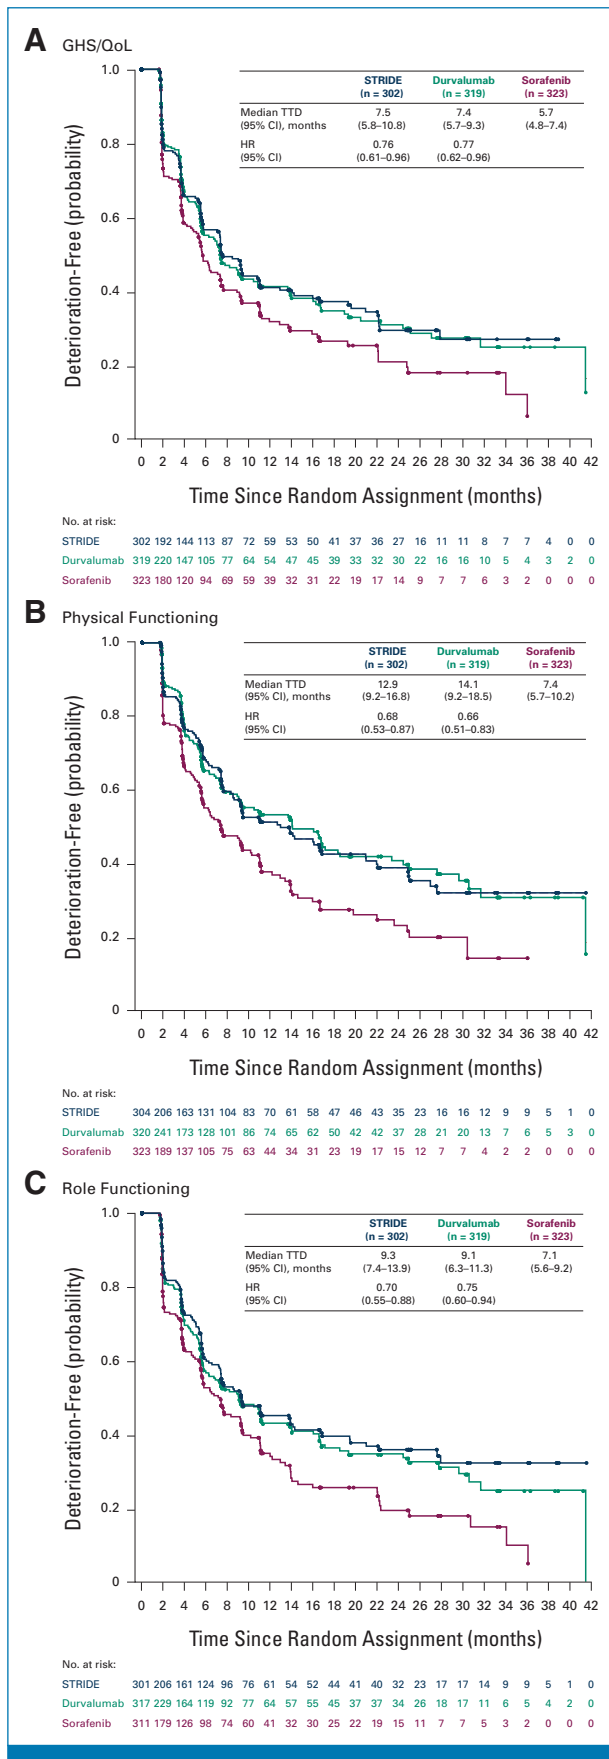 A GHS/QoL
STRIDE (n = 302) Durvalumab (n = 319) Sorafenib (n = 323)
Median TTD (95% CI), months 7.5 (5.8–10.8) 7.4 (5.7–9.3) 5.7 (4.8–7.4)
HR (95% CI) 0.76 (0.61–0.96) 0.77 (0.62–0.96)
Deterioration-Free (probability)
1.0
0.8
0.6
0.4
0.2
0
0 2 4 6 8 10 12 14 16 18 20 22 24 26 28 30 32 34 36 38 40 42
Time Since Random Assignment (months)
No. at risk:
STRIDE 302 192 144 113 87 72 59 53 50 41 37 36 27 16 11 11 8 7 7 4 0 0
Durvalumab 319 220 147 105 77 64 54 47 45 39 33 32 30 22 16 16 10 5 4 3 2 0
Sorafenib 323 180 120 94 69 59 39 32 31 22 19 17 14 9 7 7 6 3 2 0 0 0
B Physical Functioning
STRIDE (n = 302) Durvalumab (n = 319) Sorafenib (n = 323)
Median TTD (95% CI), months 12.9 (9.2–16.8) 14.1 (9.2–18.5) 7.4 (5.7–10.2)
HR (95% CI) 0.68 (0.53–0.87) 0.66 (0.51–0.83)
Deterioration-Free (probability)
1.0
0.8
0.6
0.4
0.2
0
0 2 4 6 8 10 12 14 16 18 20 22 24 26 28 30 32 34 36 38 40 42
Time Since Random Assignment (months)
No. at risk:
STRIDE 304 206 163 131 104 83 70 61 58 47 46 43 35 23 16 16 12 9 9 5 1 0
Durvalumab 320 241 173 128 101 86 74 65 62 50 42 42 37 28 21 20 13 7 6 5 3 0
Sorafenib 323 189 137 105 75 63 44 34 31 23 19 17 15 12 7 7 4 2 2 0 0 0
C Role Functioning
STRIDE (n = 302) Durvalumab (n = 319) Sorafenib (n = 323)
Median TTD (95% CI), months 9.3 (7.4–13.9) 9.1 (6.3–11.3) 7.1 (5.6–9.2)
HR (95% CI) 0.70 (0.55–0.88) 0.75 (0.60–0.94)
Deterioration-Free (probability)
1.0
0.8
0.6
0.4
0.2
0
0 2 4 6 8 10 12 14 16 18 20 22 24 26 28 30 32 34 36 38 40 42
Time Since Random Assignment (months)
No. at risk:
STRIDE 301 206 161 124 96 76 61 54 52 44 41 40 32 23 17 17 14 9 9 5 1 0
Durvalumab 317 229 164 119 92 77 64 57 55 45 37 37 34 26 18 17 11 6 5 4 2 0
Sorafenib 311 179 126 98 74 60 41 32 30 25 22 19 15 11 7 7 5 3 2 0 0 0